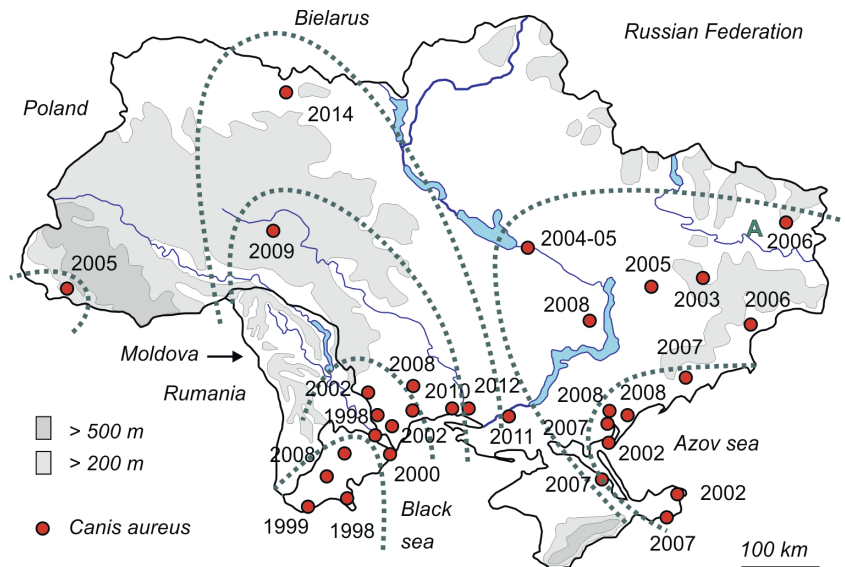 Bielarus
Russian Federation
Poland
2014
A
2006
2009
2004-05
2005
2005
2003
2006
2008
Moldova
2007
Rumania
2002
2008
2010
2012
2008
2008
1998
2011
2007
> 500 m
2002
2002
Azov sea
> 200 m
2008
2000
2007
2002
Canis aureus
1999
1998
Black
sea
2007
100 km